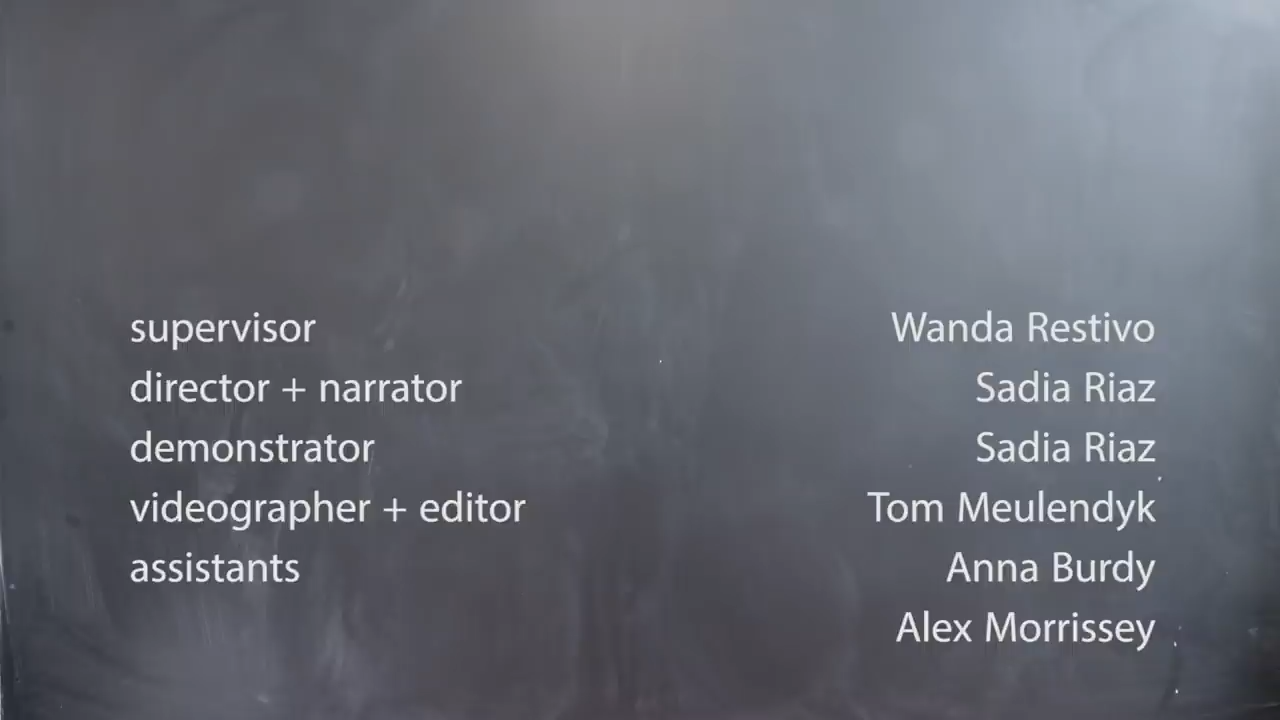 supervisor Wanda Restivo
director + narrator Sadia Riaz
demonstrator Sadia Riaz
videographer + editor Tom Meulendyk
assistants Anna Burdy
Alex Morrissey